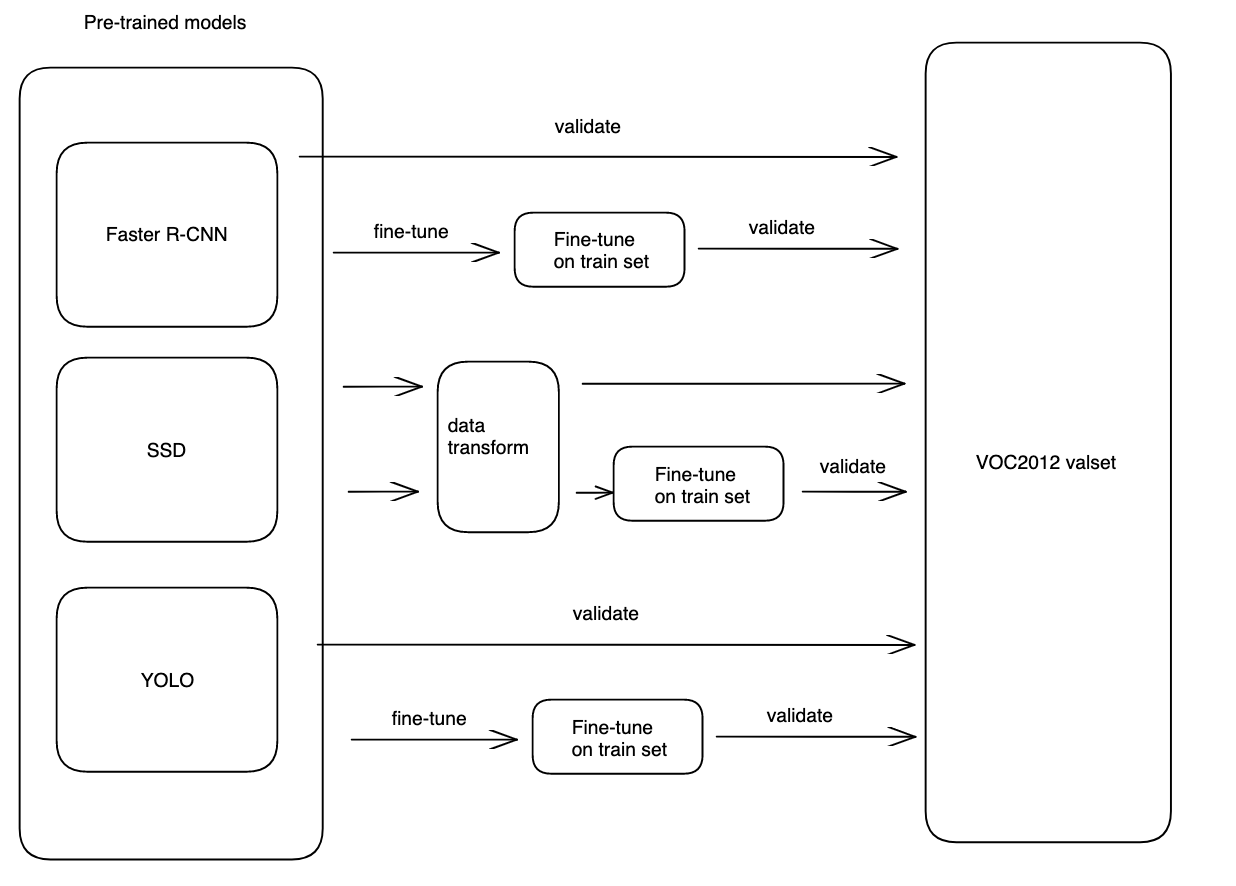 Pre-trained models
validate
Faster R-CNN
fine-tune
Fine-tune
on train set
validate
SSD
data
transform
Fine-tune
on train set
validate
VOC2012 valset
YOLO
validate
fine-tune
Fine-tune
on train set
validate